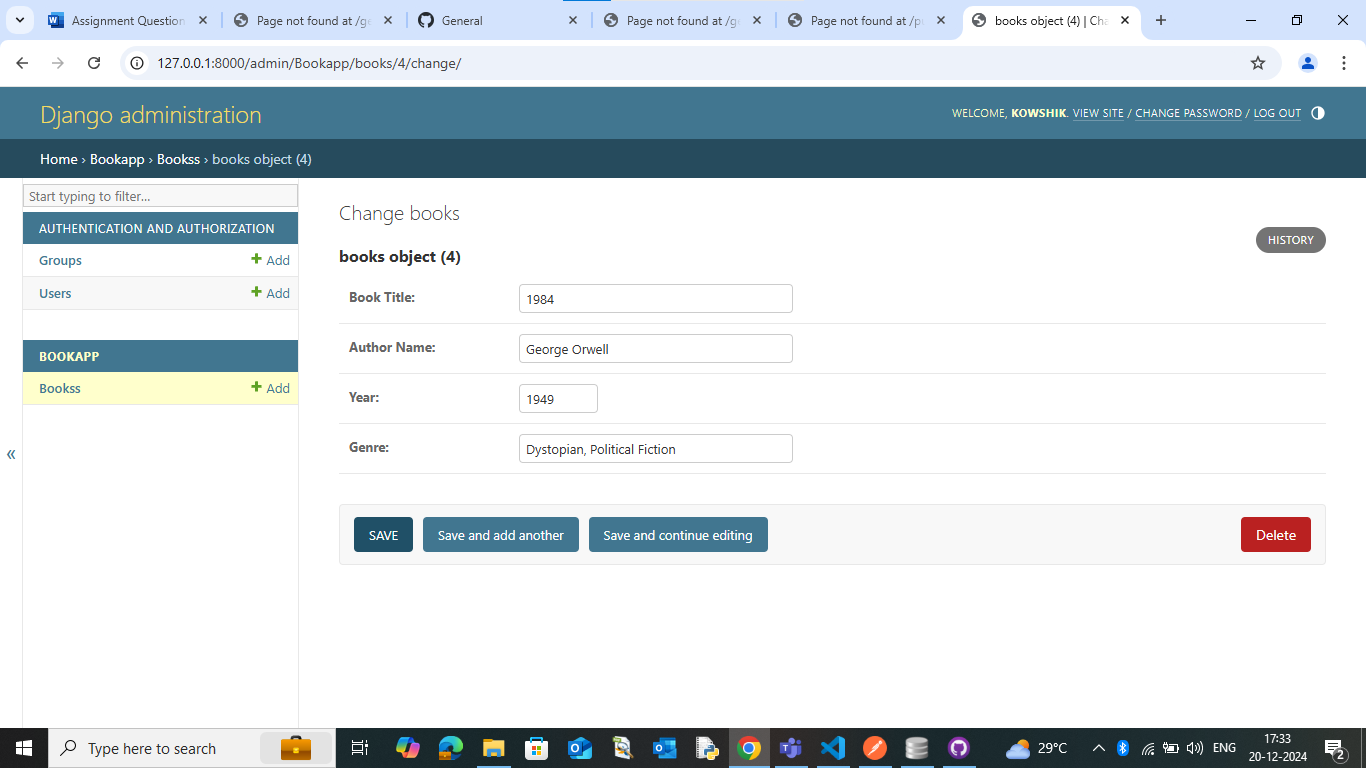 Assignment Question
Page not found at /ge
General
Page not found at /ge
Page not found at /p
books object (4) | Cha
127.0.0.1:8000/admin/Bookapp/books/4/change/
Django administration
WELCOME, KOWSHIK. VIEW SITE / CHANGE PASSWORD / LOG OUT
Home › Bookapp › Bookss › books object (4)
Start typing to filter...
AUTHENTICATION AND AUTHORIZATION
Groups + Add
Users + Add
BOOKAPP
Bookss + Add
«
Change books
HISTORY
books object (4)
Book Title: 1984
Author Name: George Orwell
Year: 1949
Genre: Dystopian, Political Fiction
SAVE Save and add another Save and continue editing Delete
Type here to search
29°C
ENG
17:33
20-12-2024
2